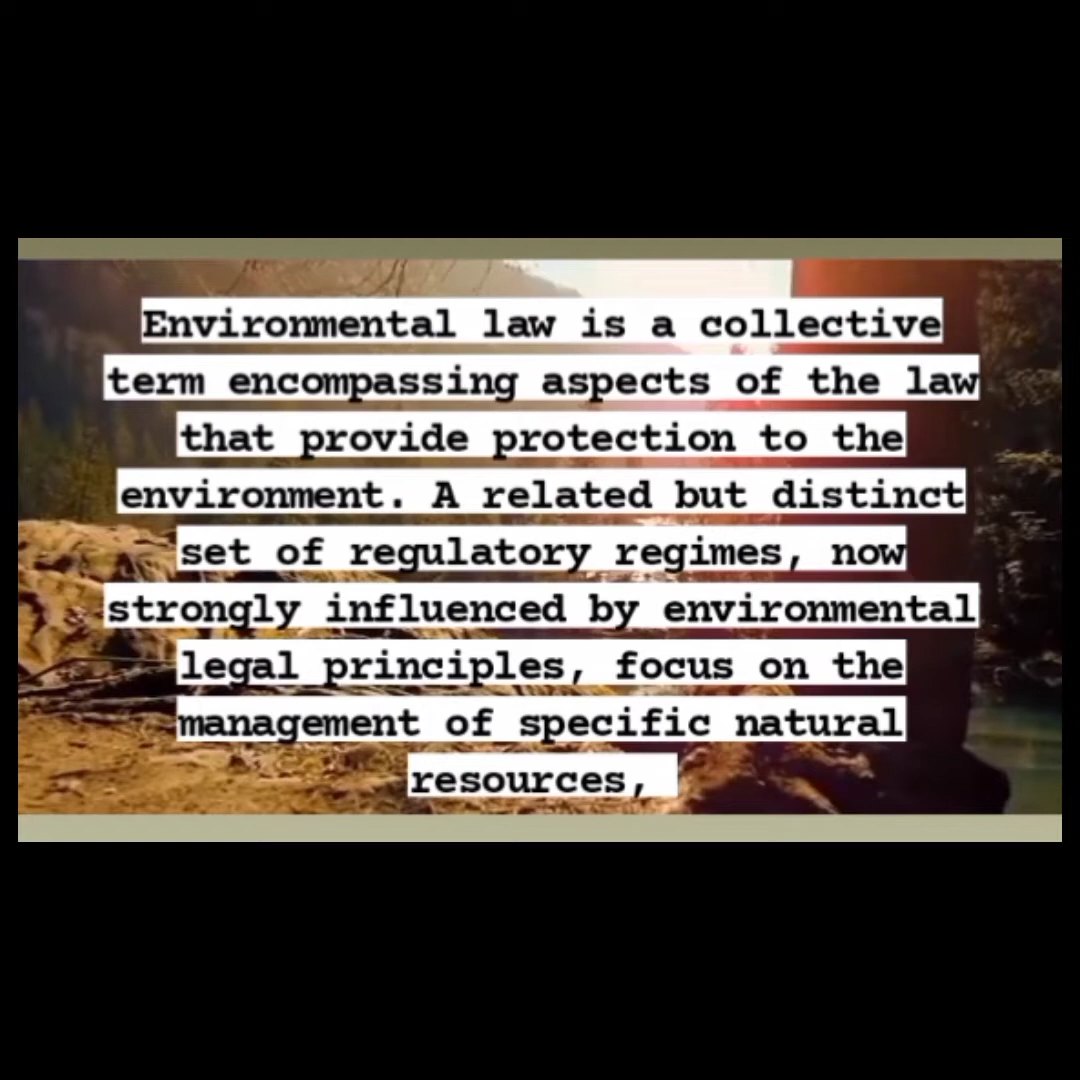 Environmental law is a collective
term encompassing aspects of the law
that provide protection to the
environment. A related but distinct
set of regulatory regimes, now
strongly influenced by environmental
legal principles, focus on the
management of specific natural
resources,